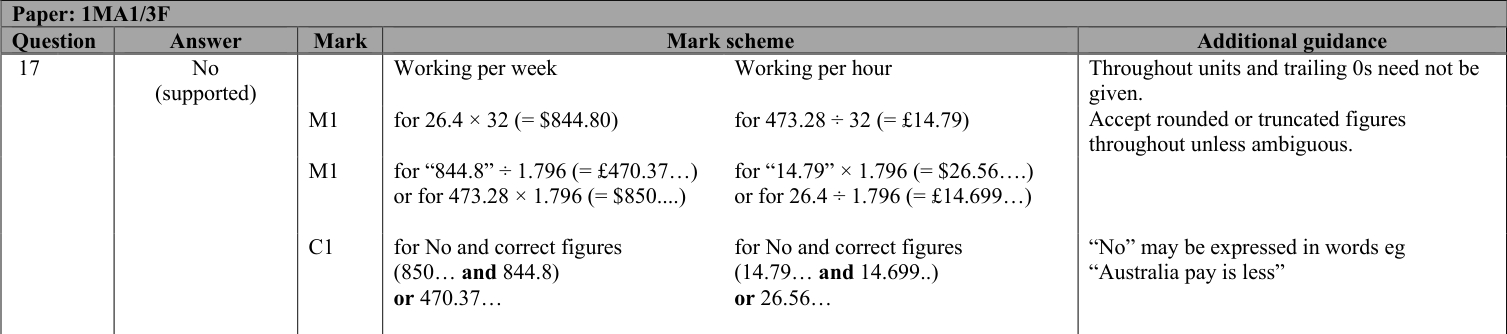 Paper: 1MA1/3F
Question Answer Mark Mark scheme Additional guidance
17 No Working per week Working per hour Throughout units and trailing 0s need not be
(supported) given.
M1 for 26.4 × 32 (= $844.80) for 473.28 ÷ 32 (= £14.79) Accept rounded or truncated figures
throughout unless ambiguous.
M1 for “844.8” ÷ 1.796 (= £470.37…) for “14.79” × 1.796 (= $26.56….)
or for 473.28 × 1.796 (= $850....) or for 26.4 ÷ 1.796 (= £14.699…)
C1 for No and correct figures for No and correct figures “No” may be expressed in words eg
(850… and 844.8) (14.79… and 14.699..) “Australia pay is less”
or 470.37… or 26.56…